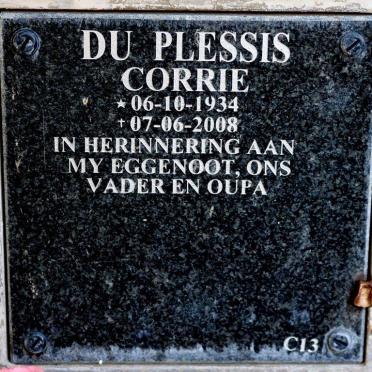 DU PLESSIS
CORRIE
★06-10-1934
†07-06-2008
IN HERINNERING AAN
MY EGGENOOT, ONS
VADER EN OUPA
C13